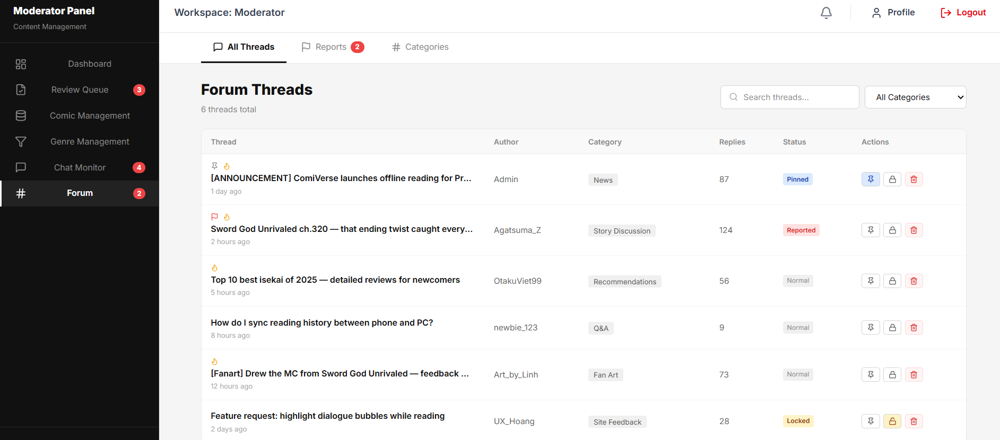 Moderator Panel
Content Management
Dashboard
Review Queue 3
Comic Management
Genre Management
Chat Monitor 4
Forum 2
Workspace: Moderator
Profile
Logout
All Threads
Reports 2
Categories
Forum Threads
6 threads total
Search threads...
All Categories
Thread Author Category Replies Status Actions
[ANNOUNCEMENT] ComiVerse launches offline reading for Pr...
1 day ago
Admin
News
87
Pinned
Sword God Unrivaled ch.320 — that ending twist caught every...
2 hours ago
Agatsuma_Z
Story Discussion
124
Reported
Top 10 best isekai of 2025 — detailed reviews for newcomers
5 hours ago
OtakuViet99
Recommendations
56
Normal
How do I sync reading history between phone and PC?
8 hours ago
newbie_123
Q&A
9
Normal
[Fanart] Drew the MC from Sword God Unrivaled — feedback ...
12 hours ago
Art_by_Linh
Fan Art
73
Normal
Feature request: highlight dialogue bubbles while reading
2 days ago
UX_Hoang
Site Feedback
28
Locked